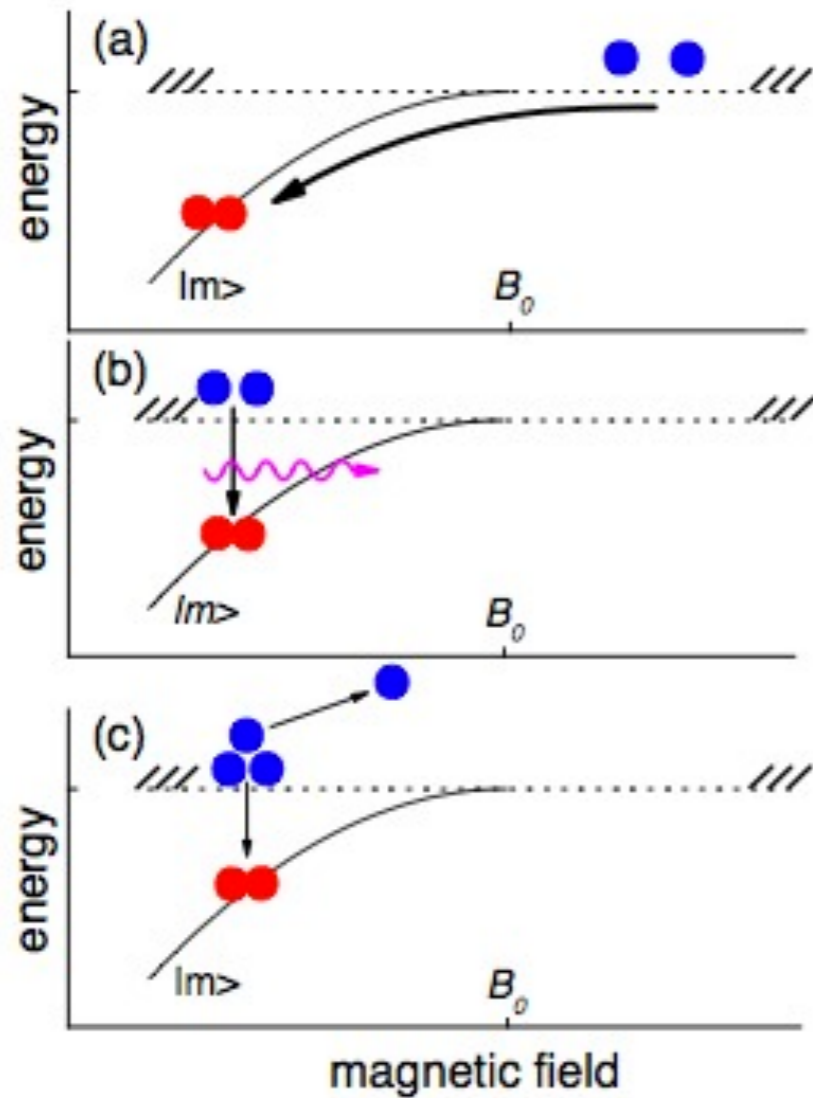 (a)
energy
|m>
B₀
(b)
energy
|m>
B₀
(c)
energy
|m>
B₀
magnetic field